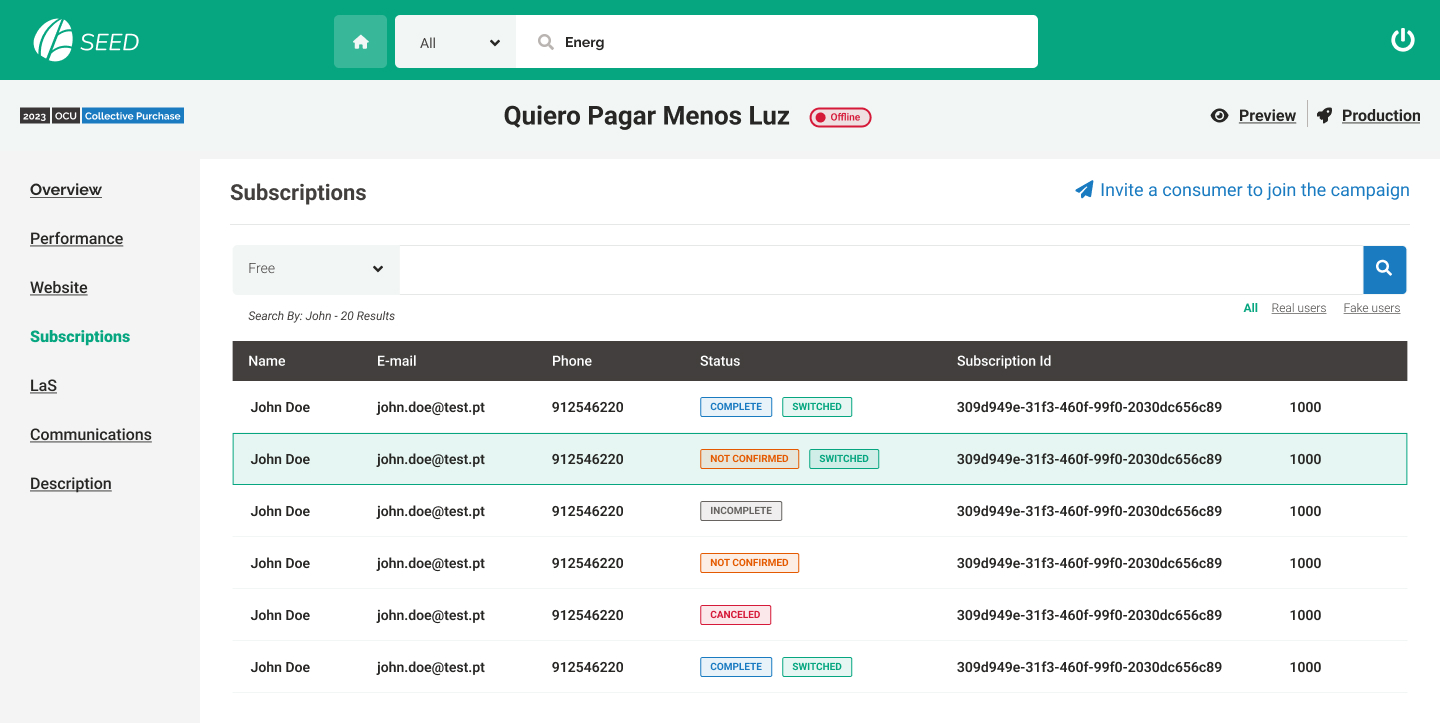 SEED
All
Energ
2023 OCU Collective Purchase
Quiero Pagar Menos Luz
Offline
Preview
Production
Overview
Performance
Website
Subscriptions
LaS
Communications
Description
Subscriptions
Invite a consumer to join the campaign
Free
Search By: John - 20 Results
All Real users Fake users
Name E-mail Phone Status Subscription Id
John Doe john.doe@test.pt 912546220 COMPLETE SWITCHED 309d949e-31f3-460f-99f0-2030dc656c89 1000
John Doe john.doe@test.pt 912546220 NOT CONFIRMED SWITCHED 309d949e-31f3-460f-99f0-2030dc656c89 1000
John Doe john.doe@test.pt 912546220 INCOMPLETE 309d949e-31f3-460f-99f0-2030dc656c89 1000
John Doe john.doe@test.pt 912546220 NOT CONFIRMED 309d949e-31f3-460f-99f0-2030dc656c89 1000
John Doe john.doe@test.pt 912546220 CANCELED 309d949e-31f3-460f-99f0-2030dc656c89 1000
John Doe john.doe@test.pt 912546220 COMPLETE SWITCHED 309d949e-31f3-460f-99f0-2030dc656c89 1000